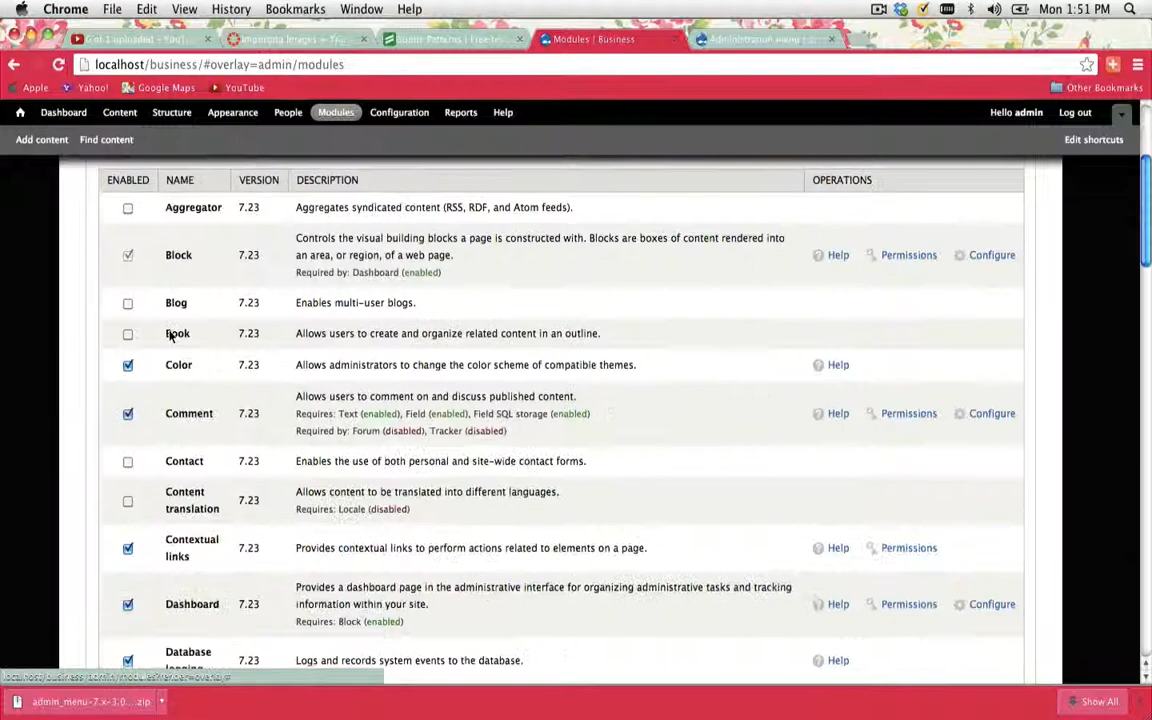 Chrome File Edit View History Bookmarks Window Help Mon 1:51 PM
Modules | Business
localhost/business/#overlay=admin/modules
Apple Yahoo! Google Maps YouTube Other Bookmarks
Dashboard Content Structure Appearance People Modules Configuration Reports Help Hello admin Log out
Add content Find content Edit shortcuts
ENABLED NAME VERSION DESCRIPTION OPERATIONS
Aggregator 7.23 Aggregates syndicated content (RSS, RDF, and Atom feeds).
Controls the visual building blocks a page is constructed with. Blocks are boxes of content rendered into
Block 7.23 an area, or region, of a web page. Help Permissions Configure
Required by: Dashboard (enabled)
Blog 7.23 Enables multi-user blogs.
Book 7.23 Allows users to create and organize related content in an outline.
Color 7.23 Allows administrators to change the color scheme of compatible themes. Help
Allows users to comment on and discuss published content.
Comment 7.23 Requires: Text (enabled), Field (enabled), Field SQL storage (enabled) Help Permissions Configure
Required by: Forum (disabled), Tracker (disabled)
Contact 7.23 Enables the use of both personal and site-wide contact forms.
Content translation 7.23 Allows content to be translated into different languages.
Requires: Locale (disabled)
Contextual links 7.23 Provides contextual links to perform actions related to elements on a page. Help Permissions
Provides a dashboard page in the administrative interface for organizing administrative tasks and tracking
Dashboard 7.23 information within your site. Help Permissions Configure
Requires: Block (enabled)
Database 7.23 Logs and records system events to the database. Help
localhost/business/admin/modules?render=overlay#
admin_menu-7.x-3.0....zip Show All